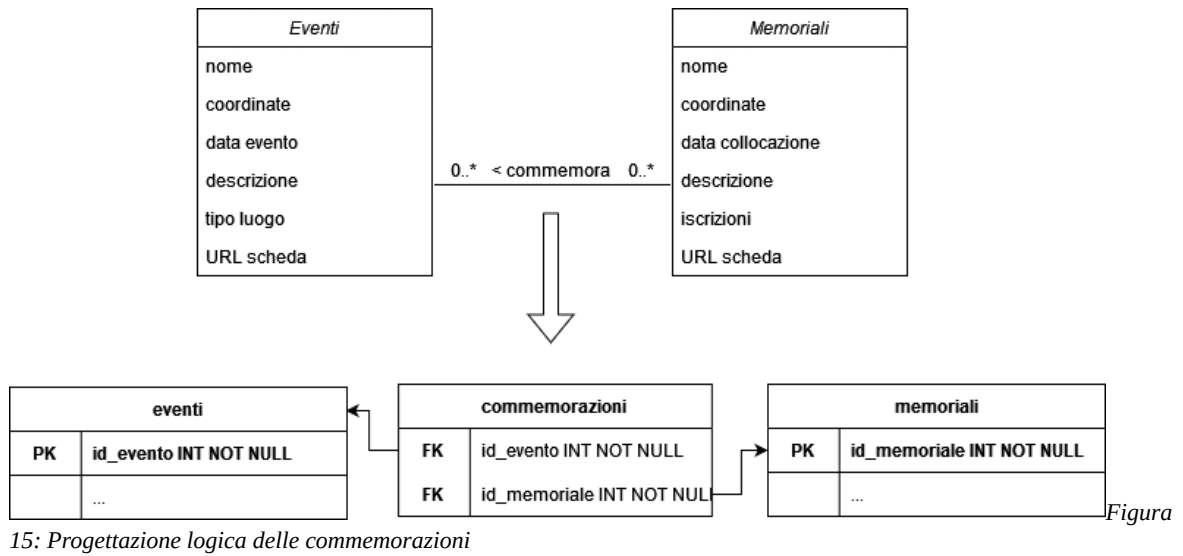 Eventi
nome
coordinate
data evento
descrizione
tipo luogo
URL scheda
0..* < commemora 0..*
Memoriali
nome
coordinate
data collocazione
descrizione
iscrizioni
URL scheda
eventi
PK id_evento INT NOT NULL
...
commemorazioni
FK id_evento INT NOT NULL
FK id_memoriale INT NOT NUL
memoriali
PK id_memoriale INT NOT NULL
...
Figura
15: Progettazione logica delle commemorazioni